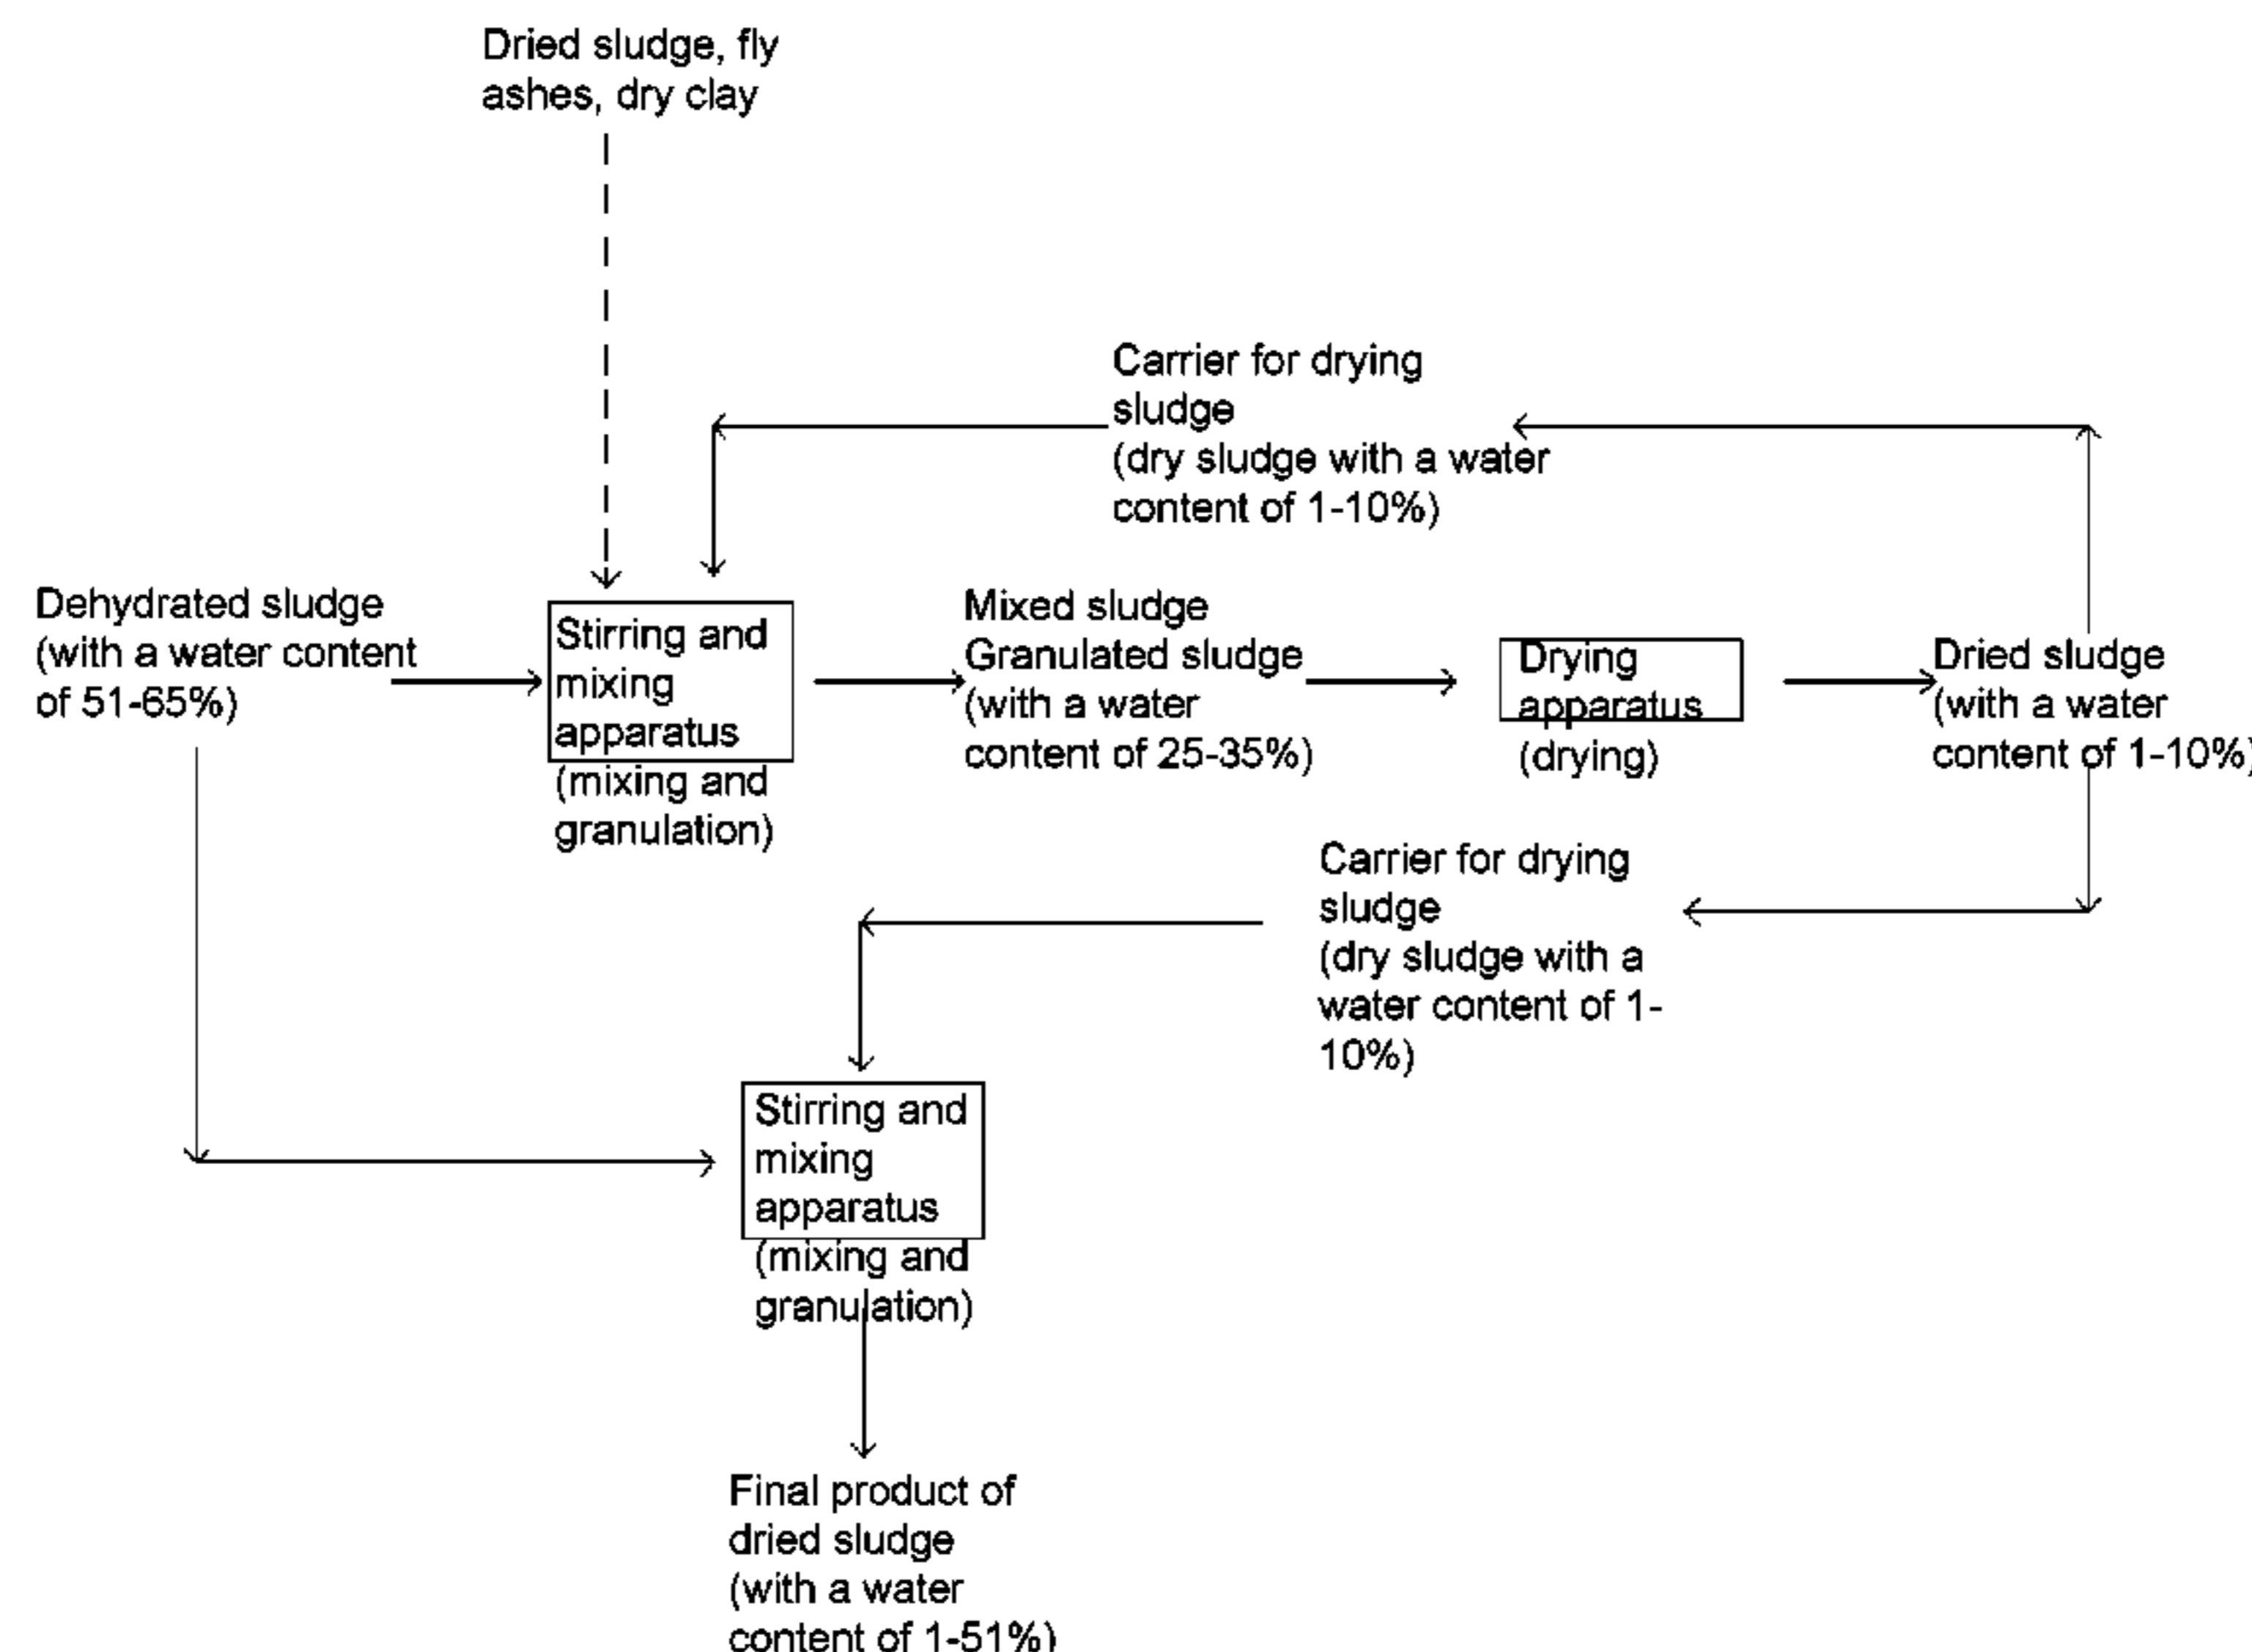 Dried sludge, fly
ashes, dry clay
Carrier for drying
sludge
(dry sludge with a water
content of 1-10%)
Dehydrated sludge
(with a water content
of 51-65%)
Stirring and
mixing
apparatus
(mixing and
granulation)
Mixed sludge
Granulated sludge
(with a water
content of 25-35%)
Drying
apparatus
(drying)
Dried sludge
(with a water
content of 1-10%)
Carrier for drying
sludge
(dry sludge with a
water content of 1-
10%)
Stirring and
mixing
apparatus
(mixing and
granulation)
Final product of
dried sludge
(with a water
content of 1-51%)